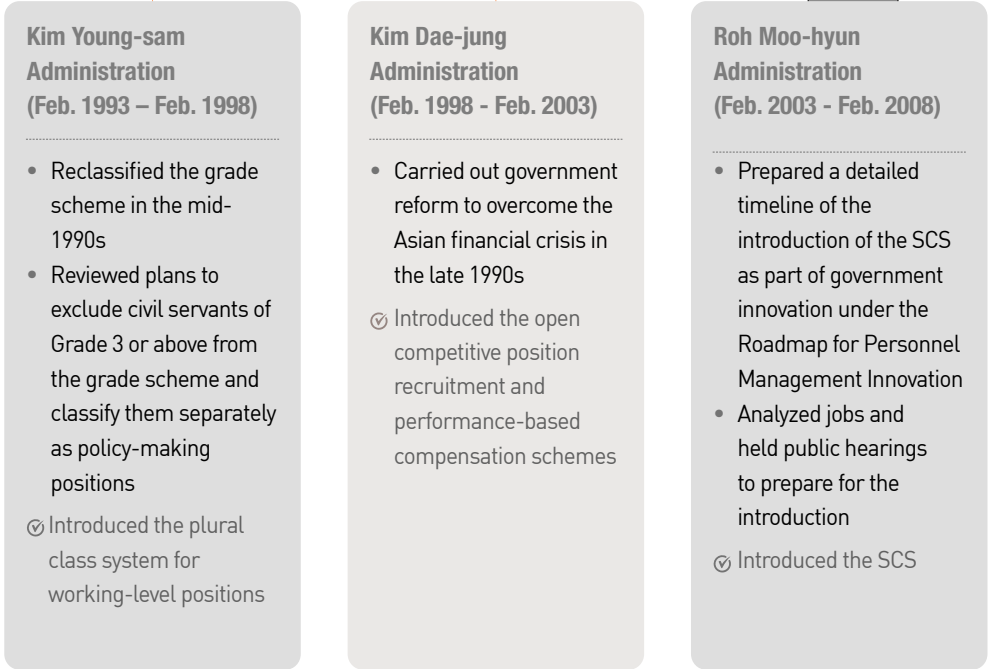 Kim Young-sam
Administration
(Feb. 1993 – Feb. 1998)
• Reclassified the grade
scheme in the mid-
1990s
• Reviewed plans to
exclude civil servants of
Grade 3 or above from
the grade scheme and
classify them separately
as policy-making
positions
Introduced the plural
class system for
working-level positions
Kim Dae-jung
Administration
(Feb. 1998 - Feb. 2003)
• Carried out government
reform to overcome the
Asian financial crisis in
the late 1990s
Introduced the open
competitive position
recruitment and
performance-based
compensation schemes
Roh Moo-hyun
Administration
(Feb. 2003 - Feb. 2008)
• Prepared a detailed
timeline of the
introduction of the SCS
as part of government
innovation under the
Roadmap for Personnel
Management Innovation
• Analyzed jobs and
held public hearings
to prepare for the
introduction
Introduced the SCS